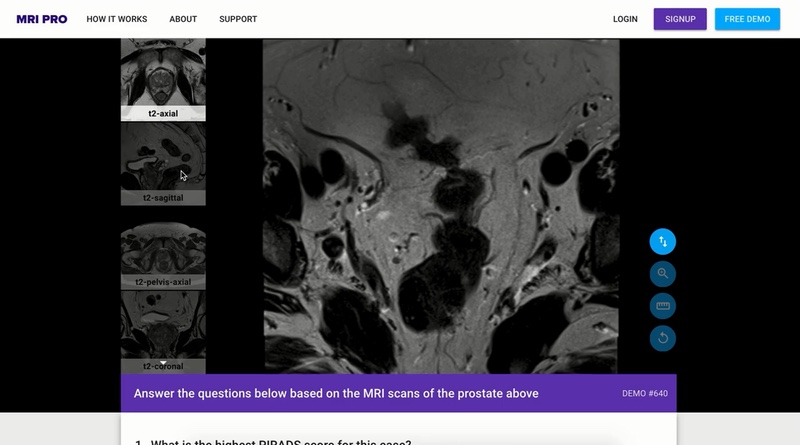 MRI PRO
HOW IT WORKS
ABOUT
SUPPORT
LOGIN
SIGNUP
FREE DEMO
t2-axial
t2-sagittal
t2-pelvis-axial
t2-coronal
Answer the questions below based on the MRI scans of the prostate above
DEMO #640
1. What is the highest PIRADS score for this case?